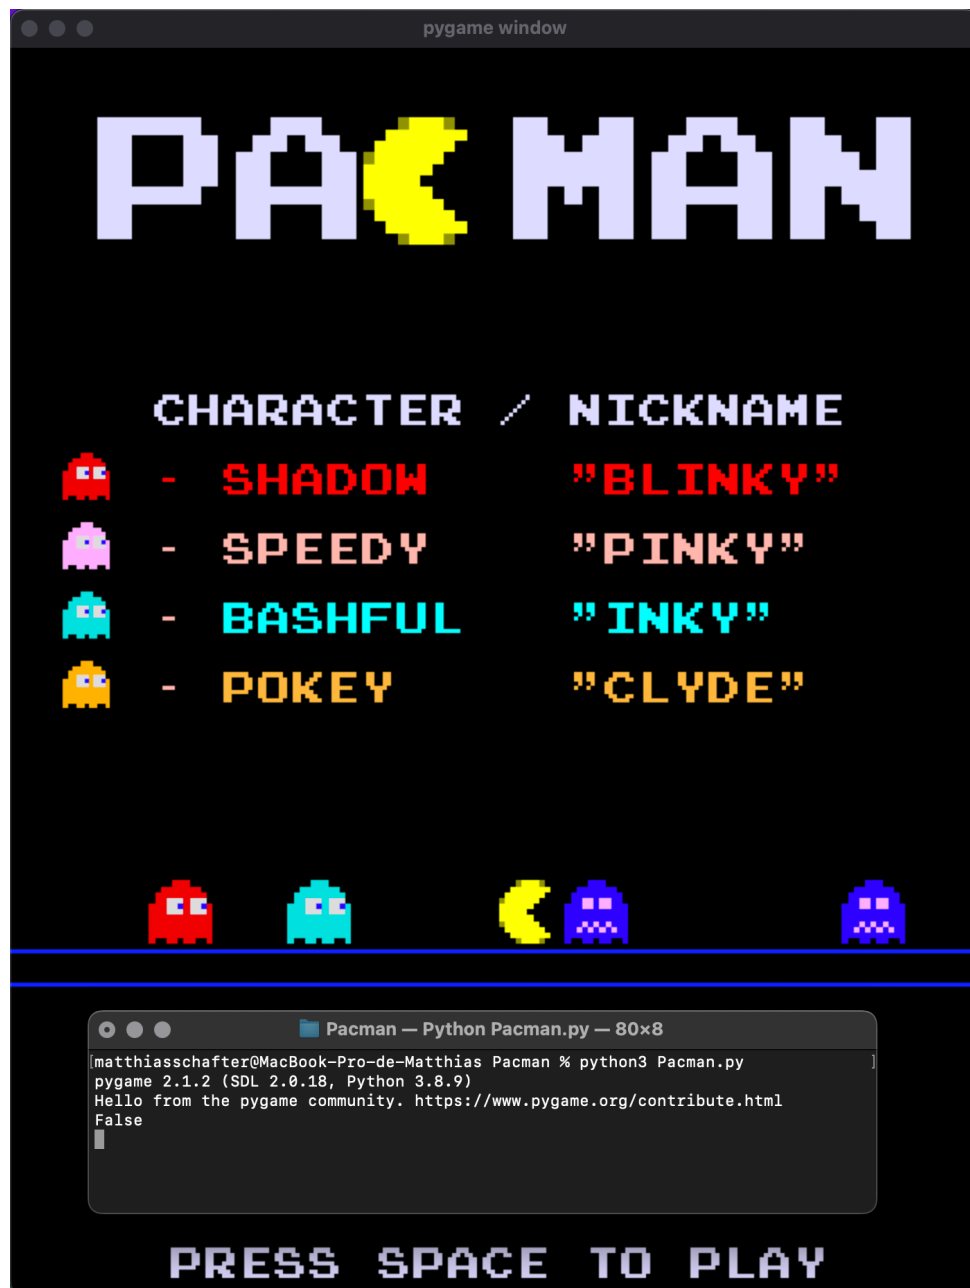 pygame window
PACMAN
CHARACTER / NICKNAME
- SHADOW "BLINKY"
- SPEEDY "PINKY"
- BASHFUL "INKY"
- POKEY "CLYDE"
Pacman — Python Pacman.py — 80×8
[matthiasschafter@MacBook-Pro-de-Matthias Pacman % python3 Pacman.py ]
pygame 2.1.2 (SDL 2.0.18, Python 3.8.9)
Hello from the pygame community. https://www.pygame.org/contribute.html
False
PRESS SPACE TO PLAY